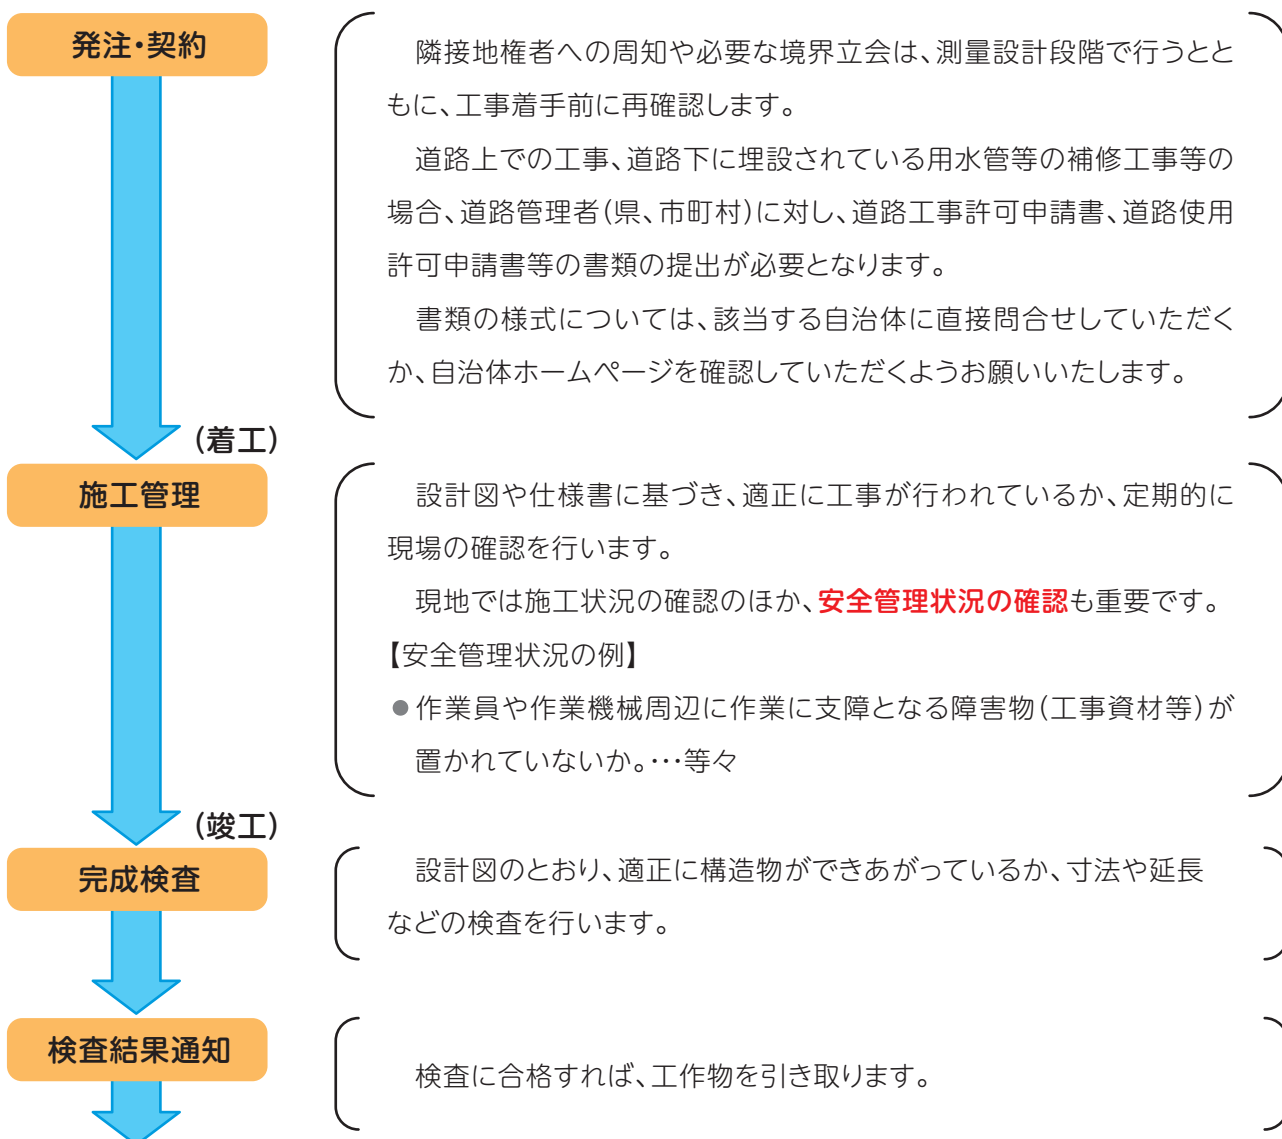 発注・契約
隣接地権者への周知や必要な境界立会は、測量設計段階で行うとと
もに、工事着手前に再確認します。
道路上での工事、道路下に埋設されている用水管等の補修工事等の
場合、道路管理者(県、市町村)に対し、道路工事許可申請書、道路使用
許可申請書等の書類の提出が必要となります。
書類の様式については、該当する自治体に直接問合せしていただく
か、自治体ホームページを確認していただくようお願いいたします。
(着工)
施工管理
設計図や仕様書に基づき、適正に工事が行われているか、定期的に
現場の確認を行います。
現地では施工状況の確認のほか、安全管理状況の確認も重要です。
【安全管理状況の例】
●作業員や作業機械周辺に作業に支障となる障害物(工事資材等)が
置かれていないか。…等々
(竣工)
完成検査
設計図のとおり、適正に構造物ができあがっているか、寸法や延長
などの検査を行います。
検査結果通知
検査に合格すれば、工作物を引き取ります。